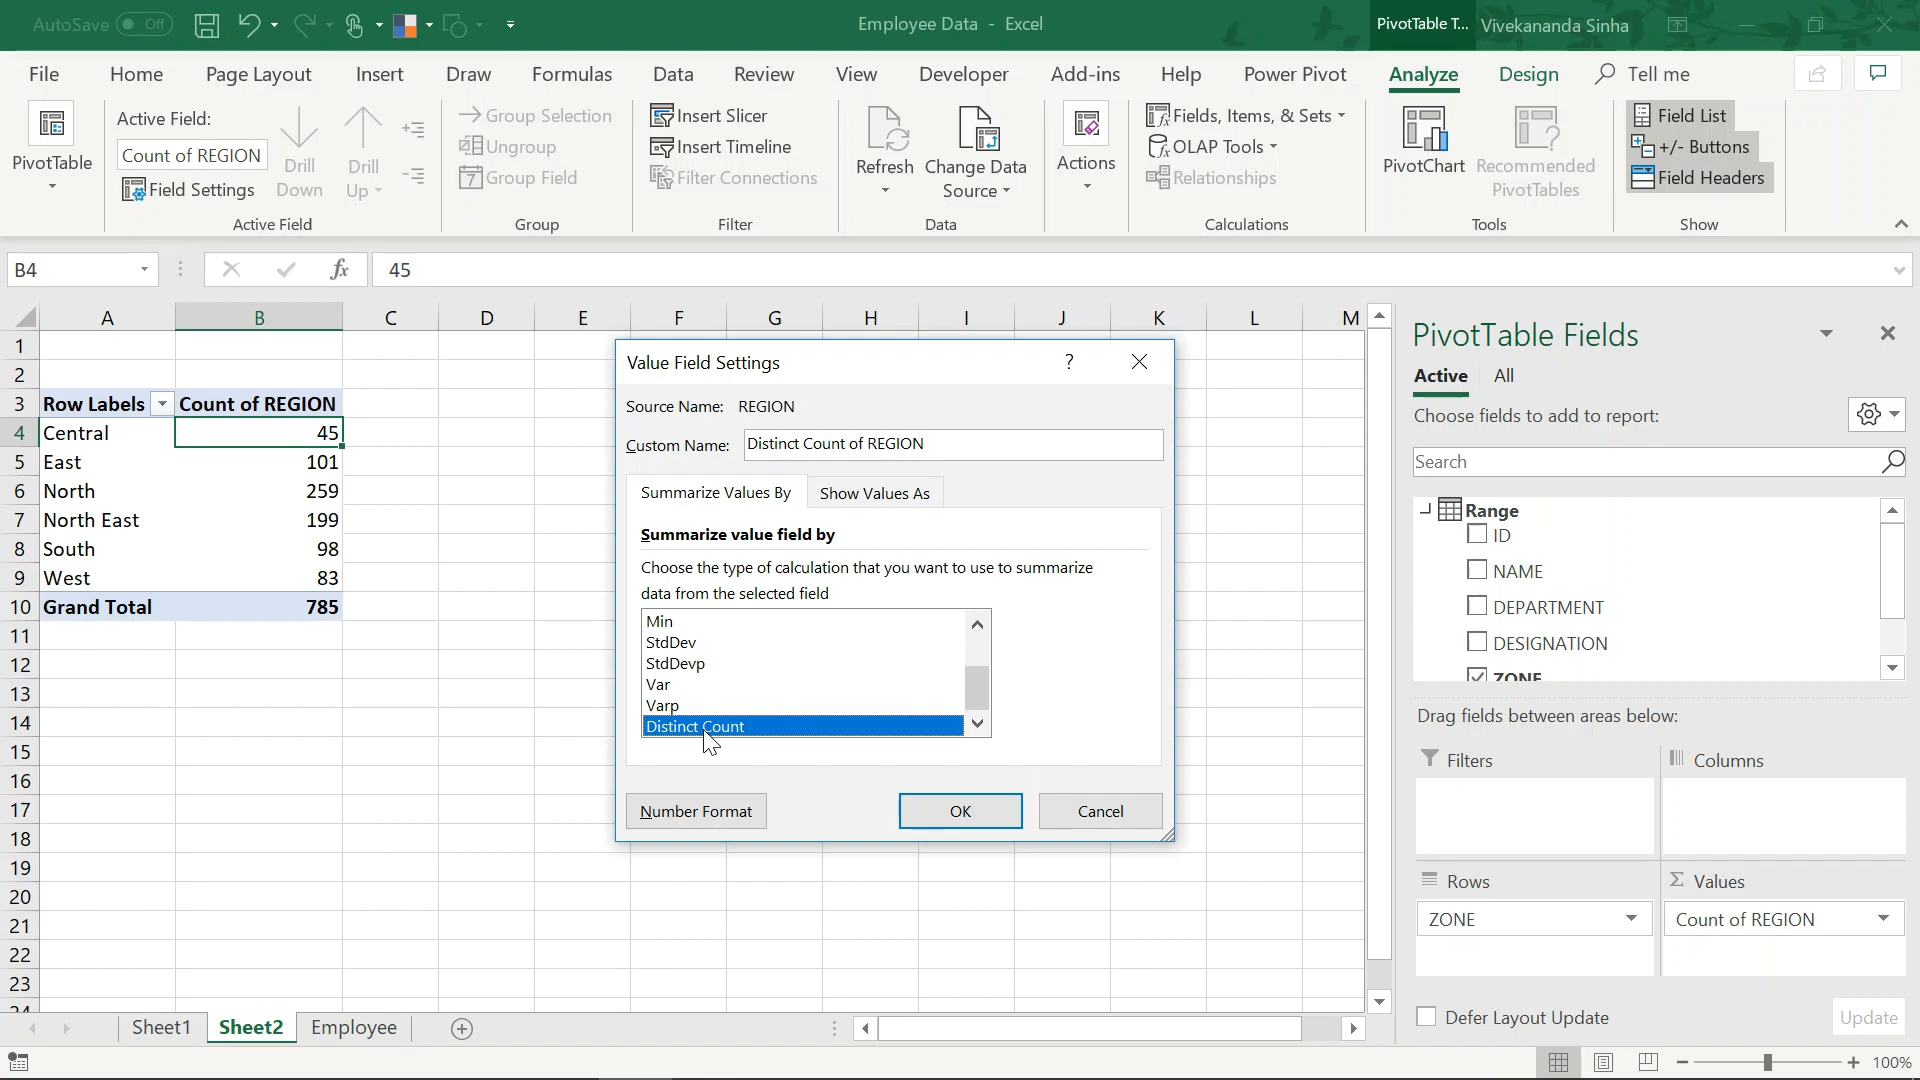 AutoSave Off
Employee Data - Excel
PivotTable T...
Vivekananda Sinha
File Home Page Layout Insert Draw Formulas Data Review View Developer Add-ins Help Power Pivot Analyze Design Tell me
PivotTable
Active Field:
Count of REGION
Field Settings
Drill Down
Drill Up
Active Field
Group Selection
Ungroup
Group Field
Group
Insert Slicer
Insert Timeline
Filter Connections
Filter
Refresh
Change Data Source
Data
Actions
Fields, Items, & Sets
OLAP Tools
Relationships
Calculations
PivotChart
Recommended PivotTables
Tools
Field List
+/- Buttons
Field Headers
Show
B4
fx
45
A B C D E F G H I J K L M
1
2
3 Row Labels Count of REGION
4 Central 45
5 East 101
6 North 259
7 North East 199
8 South 98
9 West 83
10 Grand Total 785
11
12
13
14
15
16
17
18
19
20
21
22
23
24
Value Field Settings ?
Source Name: REGION
Custom Name: Distinct Count of REGION
Summarize Values By Show Values As
Summarize value field by
Choose the type of calculation that you want to use to summarize
data from the selected field
Min
StdDev
StdDevp
Var
Varp
Distinct Count
Number Format OK Cancel
PivotTable Fields
Active All
Choose fields to add to report:
Search
Range
ID
NAME
DEPARTMENT
DESIGNATION
ZONE
Drag fields between areas below:
Filters
Columns
Rows
Σ Values
ZONE
Count of REGION
Defer Layout Update
Update
Sheet1 Sheet2 Employee
100%